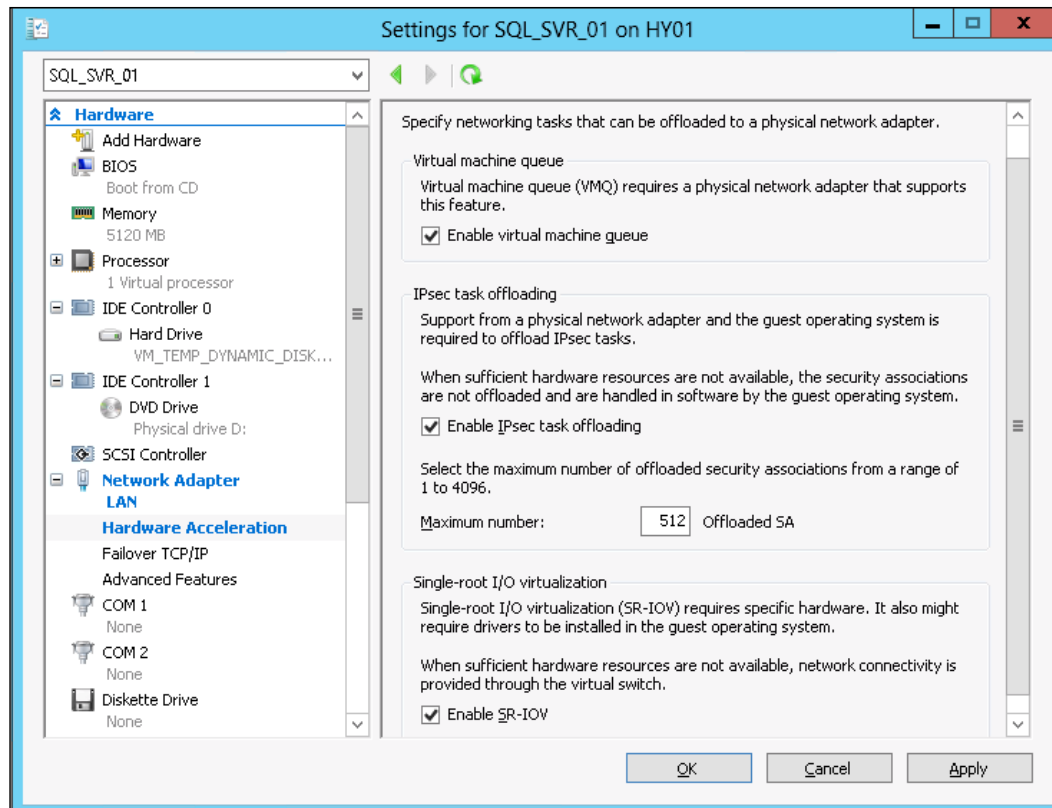 Settings for SQL_SVR_01 on HY01
SQL_SVR_01
Hardware
Add Hardware
BIOS
Boot from CD
Memory
5120 MB
Processor
1 Virtual processor
IDE Controller 0
Hard Drive
VM_TEMP_DYNAMIC_DISK...
IDE Controller 1
DVD Drive
Physical drive D:
SCSI Controller
Network Adapter
LAN
Hardware Acceleration
Failover TCP/IP
Advanced Features
COM 1
None
COM 2
None
Diskette Drive
None
Specify networking tasks that can be offloaded to a physical network adapter.
Virtual machine queue
Virtual machine queue (VMQ) requires a physical network adapter that supports
this feature.
Enable virtual machine queue
IPsec task offloading
Support from a physical network adapter and the guest operating system is
required to offload IPsec tasks.
When sufficient hardware resources are not available, the security associations
are not offloaded and are handled in software by the guest operating system.
Enable IPsec task offloading
Select the maximum number of offloaded security associations from a range of
1 to 4096.
Maximum number: 512 Offloaded SA
Single-root I/O virtualization
Single-root I/O virtualization (SR-IOV) requires specific hardware. It also might
require drivers to be installed in the guest operating system.
When sufficient hardware resources are not available, network connectivity is
provided through the virtual switch.
Enable SR-IOV
OK Cancel Apply